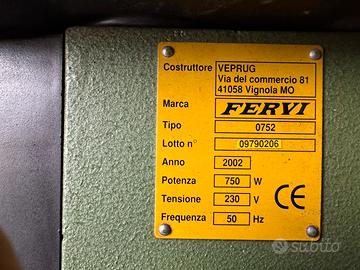 Costruttore VEPRUG
Via del commercio 81
41058 Vignola MO
Marca FERVI
Tipo 0752
Lotto n° 09790206
Anno 2002
Potenza 750 W
Tensione 230 V
Frequenza 50 Hz
CE
subito